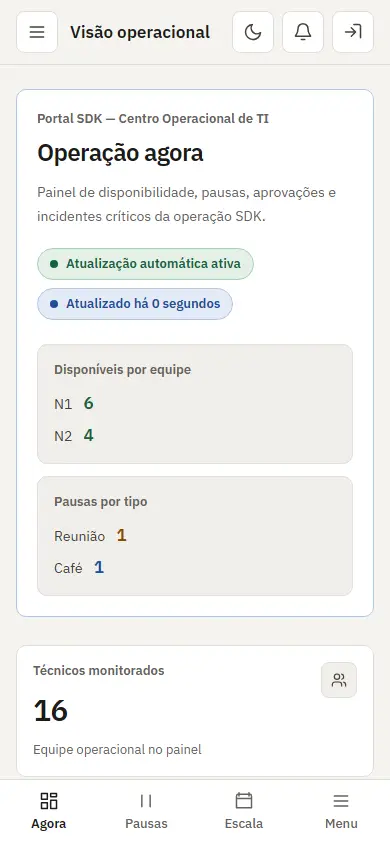 Visão operacional
Portal SDK — Centro Operacional de TI
Operação agora
Painel de disponibilidade, pausas, aprovações e
incidentes críticos da operação SDK.
Atualização automática ativa
Atualizado há 0 segundos
Disponíveis por equipe
N1 6
N2 4
Pausas por tipo
Reunião 1
Café 1
Técnicos monitorados
16
Equipe operacional no painel
Agora Pausas Escala Menu